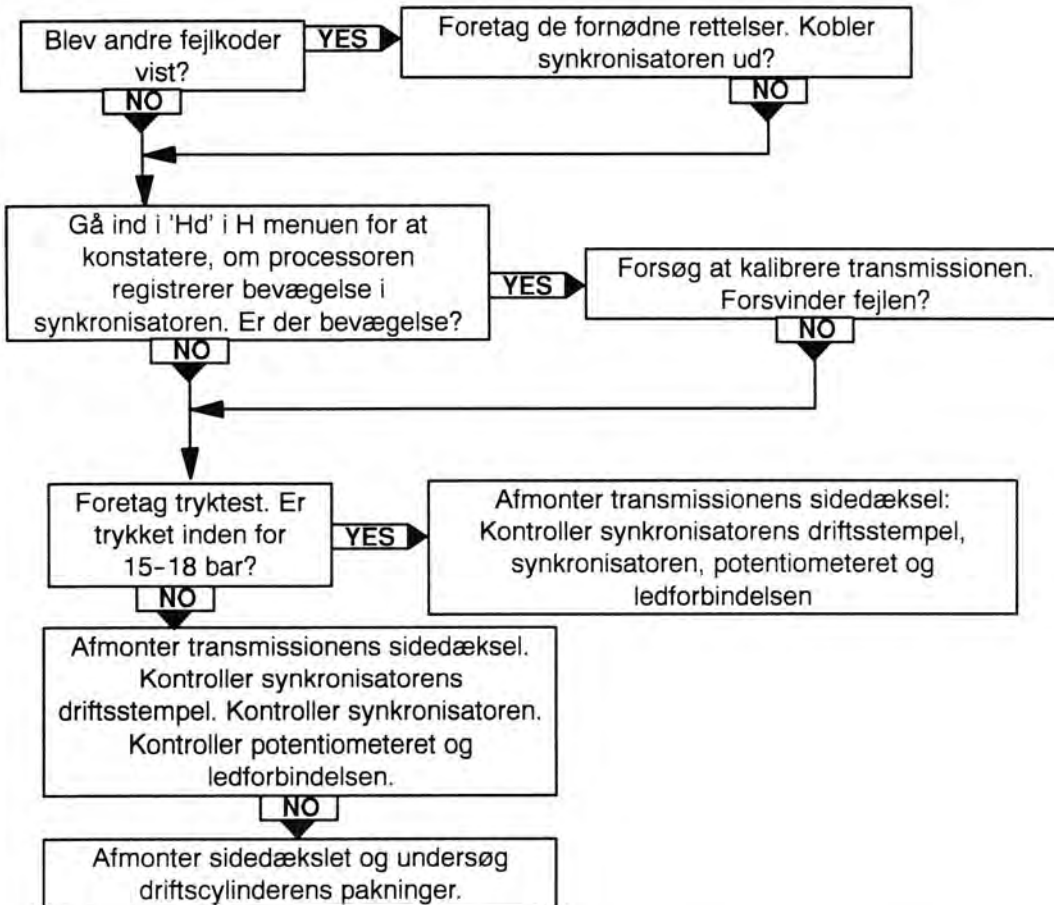 Blev andre fejlkoder
vist?
YES
Foretag de fornødne rettelser. Kobler
synkronisatoren ud?
NO
NO
Gå ind i 'Hd' i H menuen for at
konstatere, om processoren
registrerer bevægelse i
synkronisatoren. Er der bevægelse?
YES
Forsøg at kalibrere transmissionen.
Forsvinder fejlen?
NO
NO
Foretag tryktest. Er
trykket inden for
15-18 bar?
YES
Afmonter transmissionens sidedæksel:
Kontroller synkronisatorens driftsstempel,
synkronisatoren, potentiometeret og
ledforbindelsen
NO
Afmonter transmissionens sidedæksel.
Kontroller synkronisatorens
driftsstempel. Kontroller synkronisatoren.
Kontroller potentiometeret og
ledforbindelsen.
NO
Afmonter sidedækslet og undersøg
driftscylinderens pakninger.